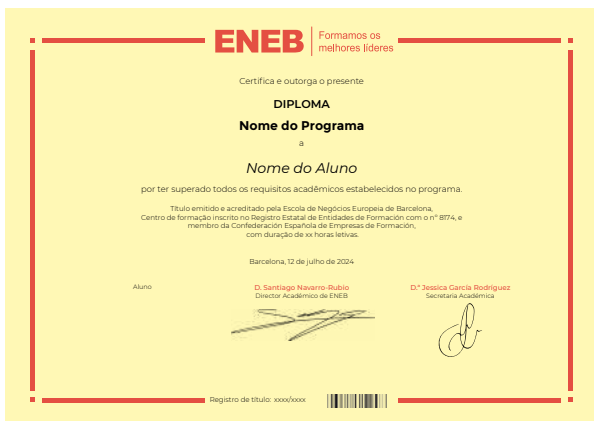 ENEB
Formamos os
melhores líderes
Certifica e outorga o presente
DIPLOMA
Nome do Programa
a
Nome do Aluno
por ter superado todos os requisitos acadêmicos estabelecidos no programa.
Título emitido e acreditado pela Escola de Negócios Europeia de Barcelona,
Centro de formação inscrito no Registro Estatal de Entidades de Formación com o nº 8174, e
membro da Confederación Española de Empresas de Formación,
com duração de xx horas letivas.
Barcelona, 12 de julho de 2024
Aluno
D. Santiago Navarro-Rubio
Director Acadêmico de ENEB
D.ª Jessica García Rodríguez
Secretaria Acadêmica
Registro de título: xxxx/xxxx